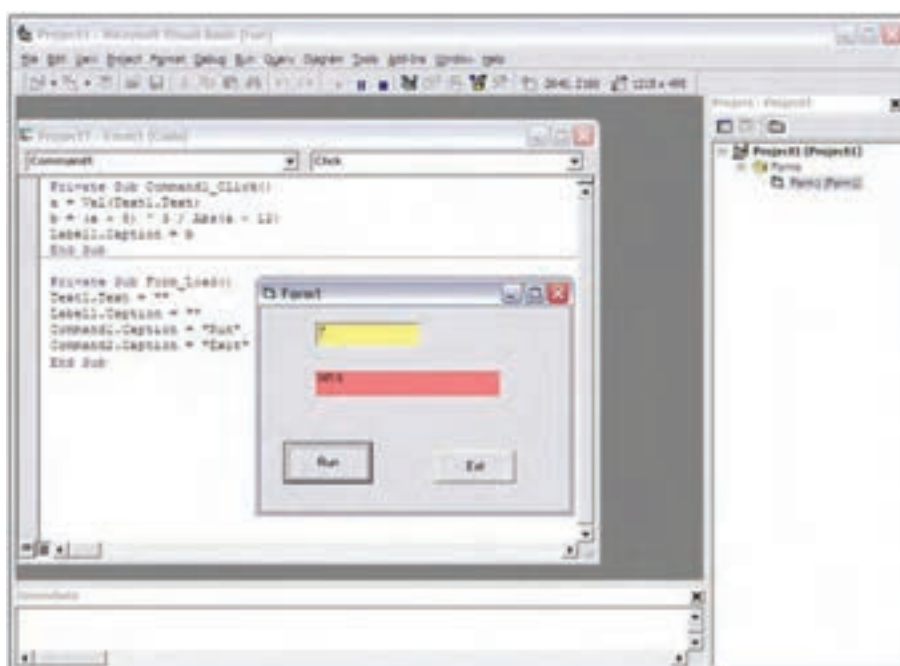 Project1 - Microsoft Visual Basic [run]
File Edit View Project Format Debug Run Query Diagram Tools Add-Ins Window Help
Project - Project1
Project1 - Form1 (Code)
Command1 Click
Project1 (Project1)
Forms
Form1 (Form1)
Private Sub Command1_Click()
a = Val(Text1.Text)
Label1.Caption = b
End Sub
Private Sub Form_Load()
Text1.Text = ""
Label1.Caption = ""
Command1.Caption = "Run"
Command2.Caption = "Exit"
End Sub
Form1
Run Exit
Immediate